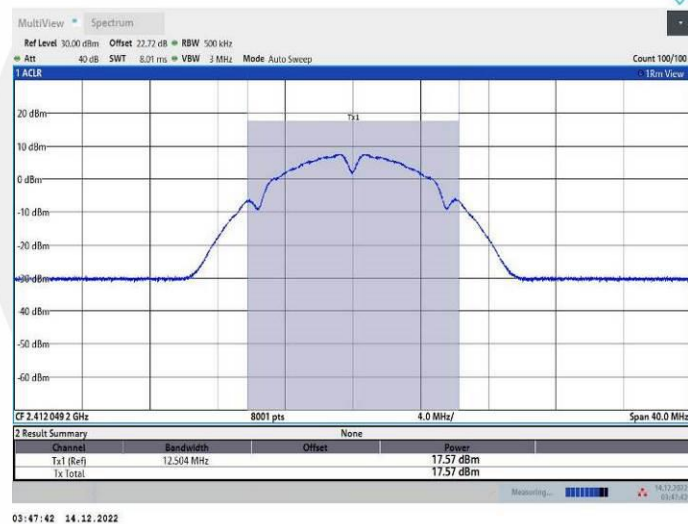 MultiView Spectrum
Ref Level 30.00 dBm Offset 22.72 dB RBW 500 kHz
Att 40 dB SWT 8.01 ms VBW 3 MHz Mode Auto Sweep Count 100/100
1 ACLR 1Rm View
Tx1
20 dBm
10 dBm
0 dBm
-10 dBm
-20 dBm
-30 dBm
-40 dBm
-50 dBm
-60 dBm
CF 2.412 049 2 GHz 8001 pts 4.0 MHz/ Span 40.0 MHz
2 Result Summary None
Channel Bandwidth Offset Power
Tx1 (Ref) 12.504 MHz 17.57 dBm
Tx Total 17.57 dBm
Measuring... 14.12.2022
03:47:42
03:47:42 14.12.2022